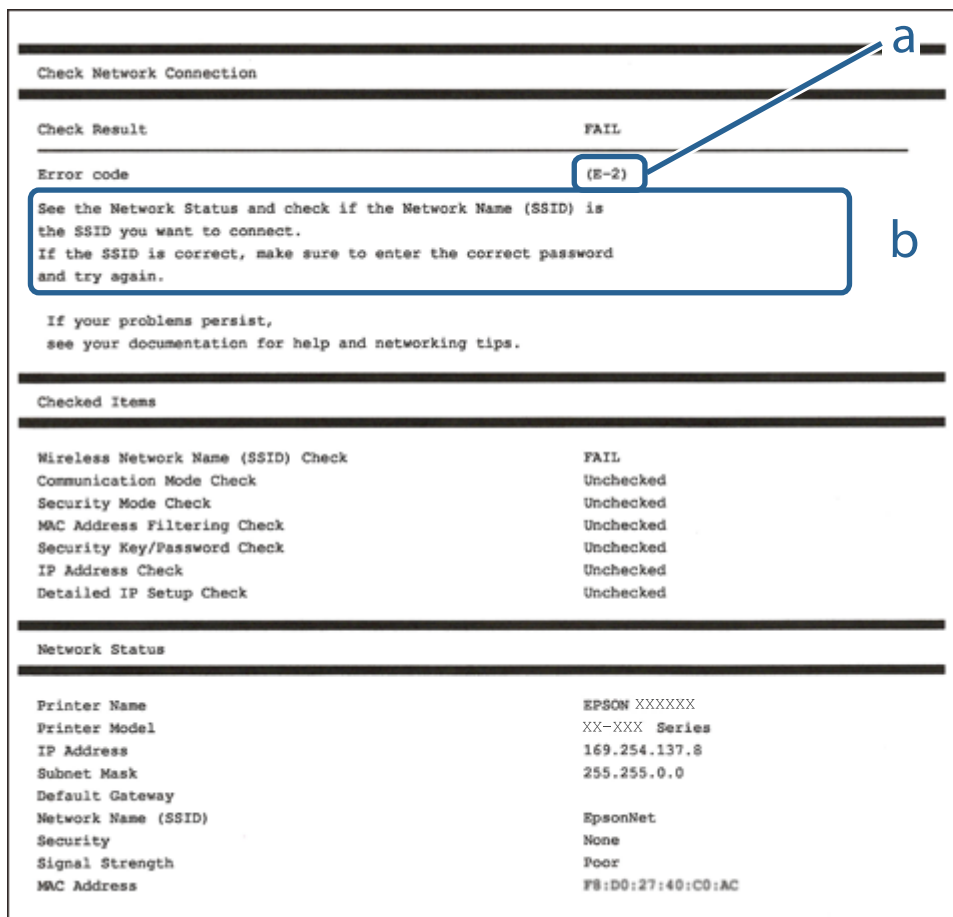 a
Check Network Connection
Check Result FAIL
Error code (E-2)
See the Network Status and check if the Network Name (SSID) is
the SSID you want to connect.
If the SSID is correct, make sure to enter the correct password
and try again.
b
If your problems persist,
see your documentation for help and networking tips.
Checked Items
Wireless Network Name (SSID) Check FAIL
Communication Mode Check Unchecked
Security Mode Check Unchecked
MAC Address Filtering Check Unchecked
Security Key/Password Check Unchecked
IP Address Check Unchecked
Detailed IP Setup Check Unchecked
Network Status
Printer Name EPSON XXXXXX
Printer Model XX-XXX Series
IP Address 169.254.137.8
Subnet Mask 255.255.0.0
Default Gateway
Network Name (SSID) EpsonNet
Security None
Signal Strength Poor
MAC Address F8:D0:27:40:C0:AC